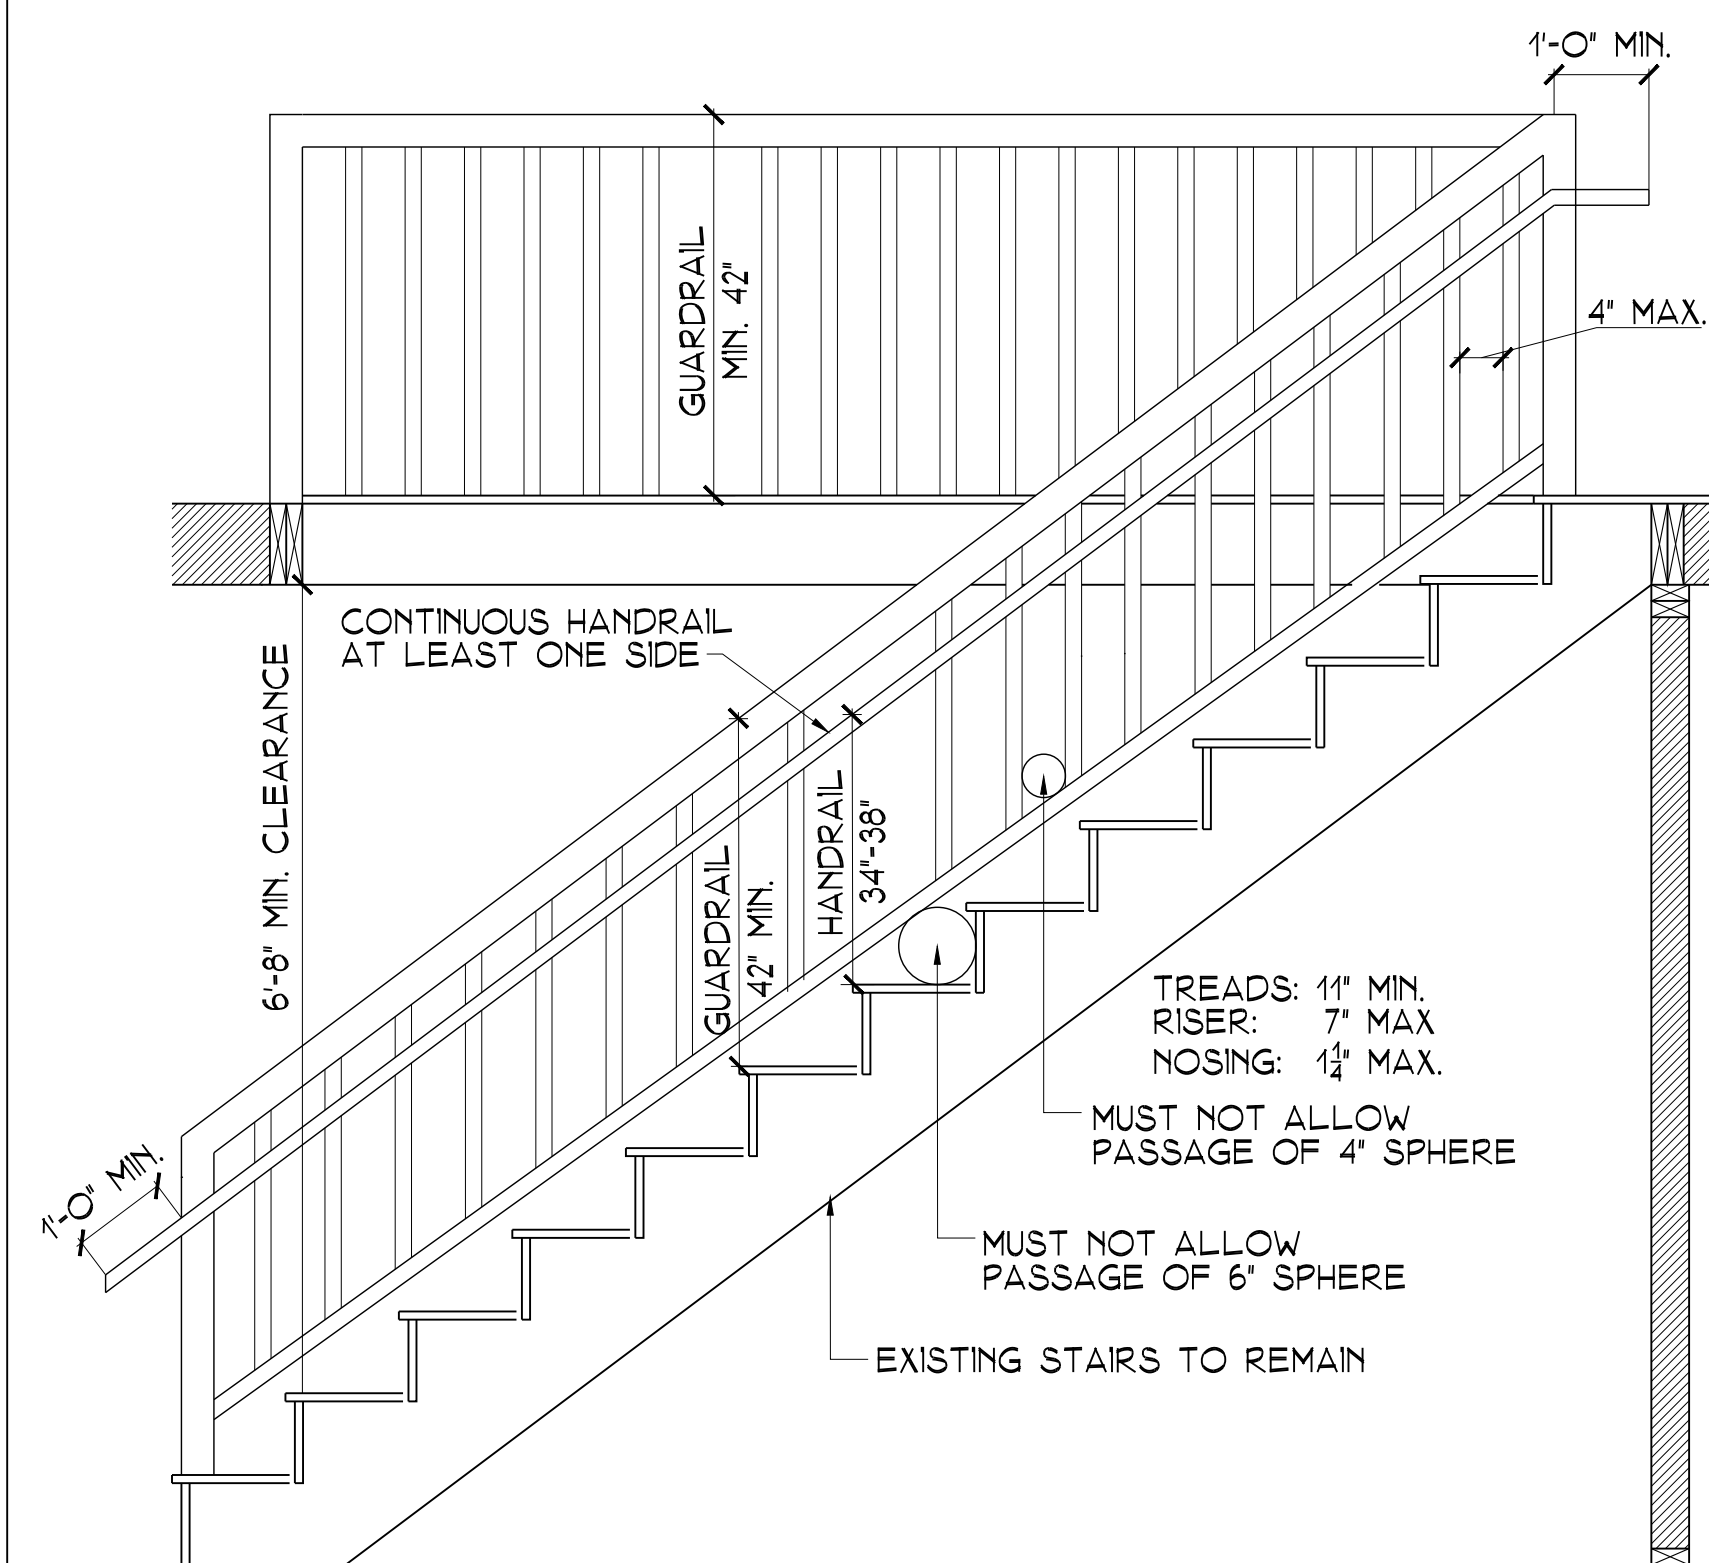 1'-0" MIN.
GUARDRAIL
MIN. 42"
4" MAX.
CONTINUOUS HANDRAIL
AT LEAST ONE SIDE
6'-8" MIN. CLEARANCE
GUARDRAIL
42" MIN.
HANDRAIL
34"-38"
TREADS: 11" MIN.
RISER: 7" MAX
NOSING: 1¼" MAX.
MUST NOT ALLOW
PASSAGE OF 4" SPHERE
1'-0" MIN.
MUST NOT ALLOW
PASSAGE OF 6" SPHERE
EXISTING STAIRS TO REMAIN